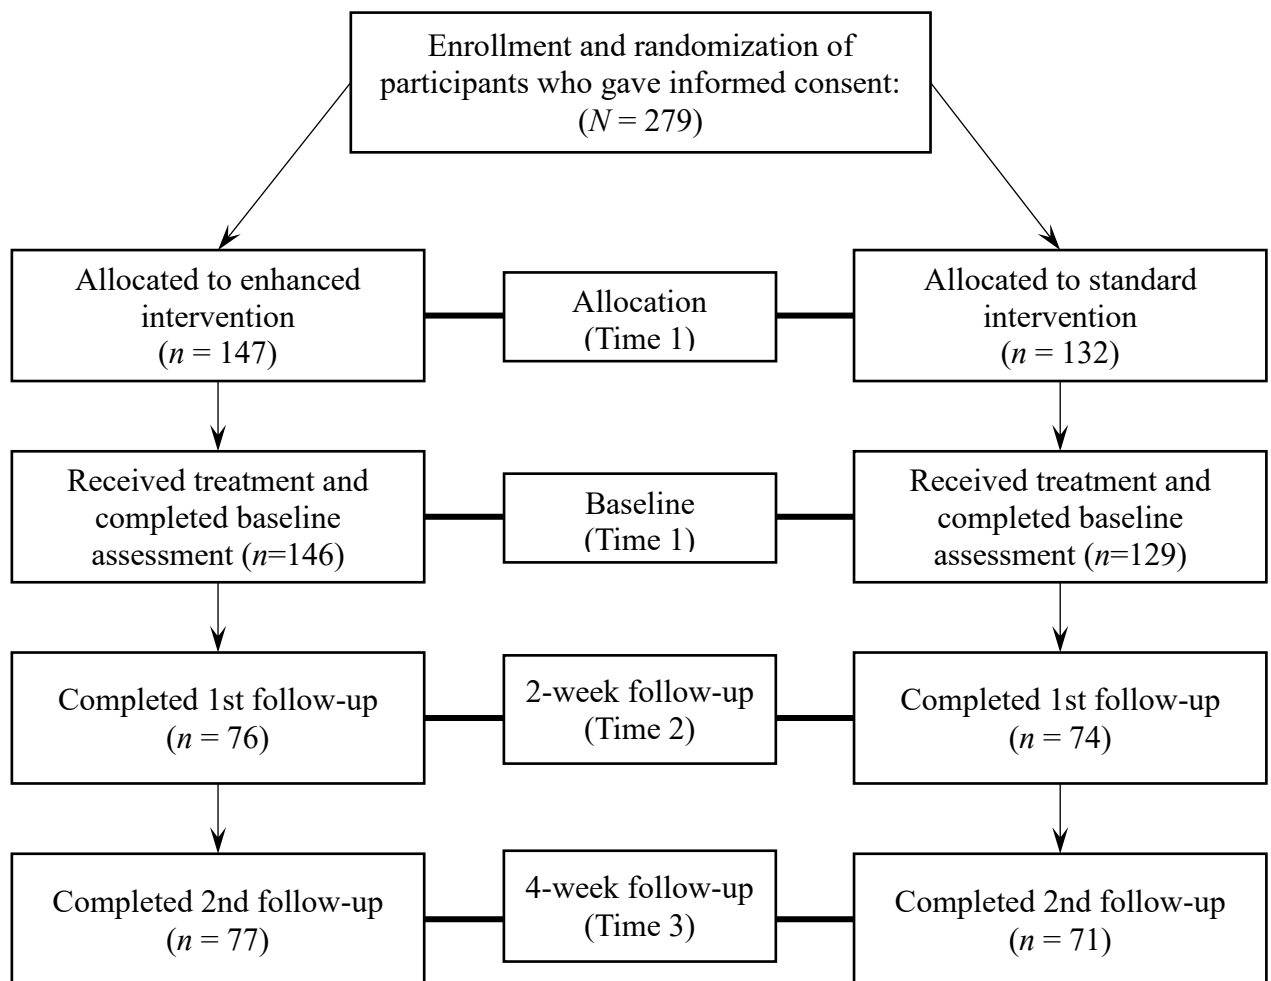 Enrollment and randomization of
participants who gave informed consent:
(N = 279)
Allocated to enhanced
intervention
(n = 147)
Allocation
(Time 1)
Allocated to standard
intervention
(n = 132)
Received treatment and
completed baseline
assessment (n=146)
Baseline
(Time 1)
Received treatment and
completed baseline
assessment (n=129)
Completed 1st follow-up
(n = 76)
2-week follow-up
(Time 2)
Completed 1st follow-up
(n = 74)
Completed 2nd follow-up
(n = 77)
4-week follow-up
(Time 3)
Completed 2nd follow-up
(n = 71)